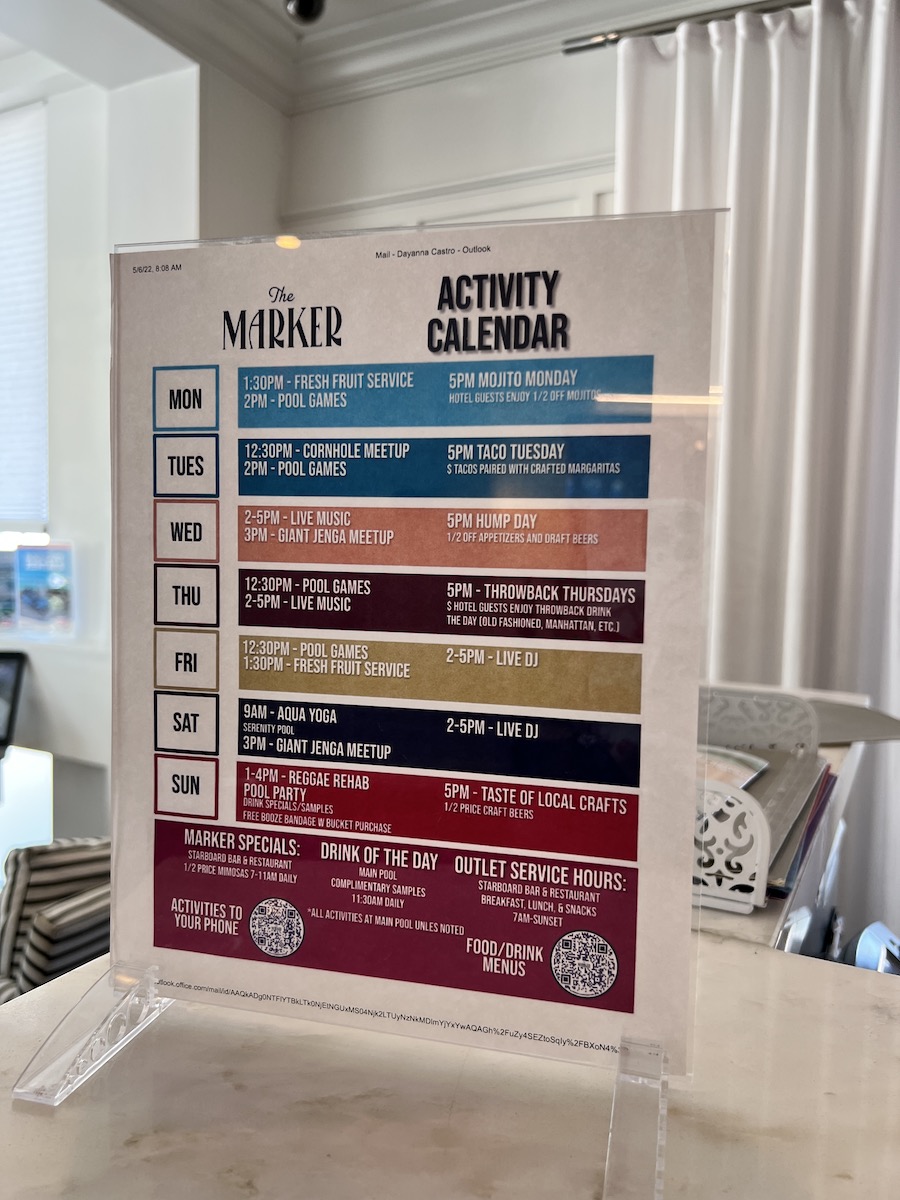 5/6/22, 8:08 AM
Mail - Dayanna Castro - Outlook
The
MARKER
ACTIVITY
CALENDAR
MON
1:30PM - FRESH FRUIT SERVICE
2PM - POOL GAMES
5PM MOJITO MONDAY
HOTEL GUESTS ENJOY 1/2 OFF MOJITOS
TUES
12:30PM - CORNHOLE MEETUP
2PM - POOL GAMES
5PM TACO TUESDAY
$ TACOS PAIRED WITH CRAFTED MARGARITAS
WED
2-5PM - LIVE MUSIC
3PM - GIANT JENGA MEETUP
5PM HUMP DAY
1/2 OFF APPETIZERS AND DRAFT BEERS
THU
12:30PM - POOL GAMES
2-5PM - LIVE MUSIC
5PM - THROWBACK THURSDAYS
$ HOTEL GUESTS ENJOY THROWBACK DRINK
THE DAY (OLD FASHIONED, MANHATTAN, ETC.)
FRI
12:30PM - POOL GAMES
1:30PM - FRESH FRUIT SERVICE
2-5PM - LIVE DJ
SAT
9AM - AQUA YOGA
SERENITY POOL
3PM - GIANT JENGA MEETUP
2-5PM - LIVE DJ
SUN
1-4PM - REGGAE REHAB
POOL PARTY
DRINK SPECIALS/SAMPLES
FREE BOOZE BANDAGE W BUCKET PURCHASE
5PM - TASTE OF LOCAL CRAFTS
1/2 PRICE CRAFT BEERS
MARKER SPECIALS:
STARBOARD BAR & RESTAURANT
1/2 PRICE MIMOSAS 7-11AM DAILY
DRINK OF THE DAY
MAIN POOL
COMPLIMENTARY SAMPLES
11:30AM DAILY
OUTLET SERVICE HOURS:
STARBOARD BAR & RESTAURANT
BREAKFAST, LUNCH, & SNACKS
7AM-SUNSET
ACTIVITIES TO
YOUR PHONE
*ALL ACTIVITIES AT MAIN POOL UNLES NOTED
FOOD/DRINK
MENUS